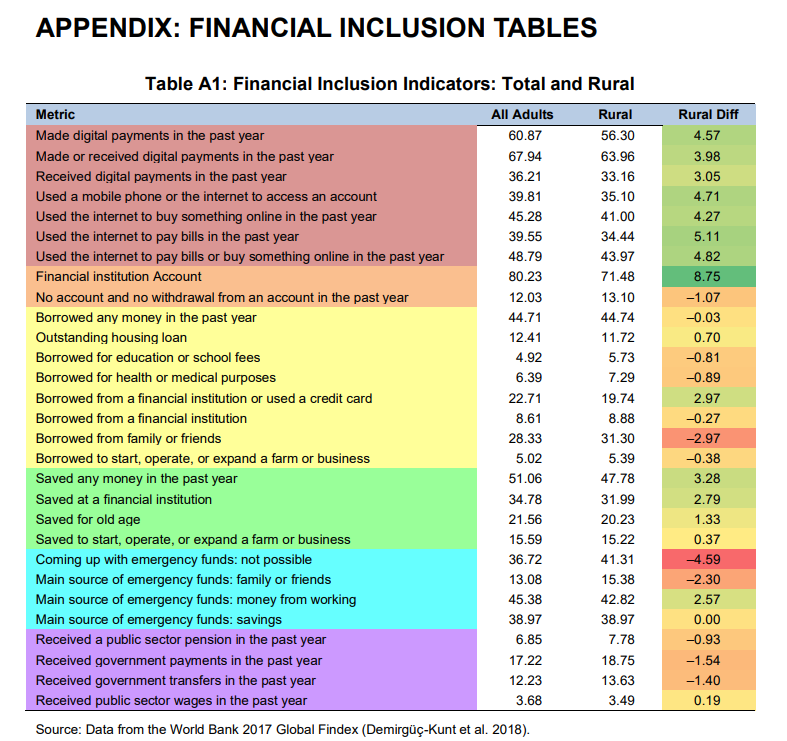 APPENDIX: FINANCIAL INCLUSION TABLES
Table A1: Financial Inclusion Indicators: Total and Rural
Metric All Adults Rural Rural Diff
Made digital payments in the past year 60.87 56.30 4.57
Made or received digital payments in the past year 67.94 63.96 3.98
Received digital payments in the past year 36.21 33.16 3.05
Used a mobile phone or the internet to access an account 39.81 35.10 4.71
Used the internet to buy something online in the past year 45.28 41.00 4.27
Used the internet to pay bills in the past year 39.55 34.44 5.11
Used the internet to pay bills or buy something online in the past year 48.79 43.97 4.82
Financial institution Account 80.23 71.48 8.75
No account and no withdrawal from an account in the past year 12.03 13.10 –1.07
Borrowed any money in the past year 44.71 44.74 –0.03
Outstanding housing loan 12.41 11.72 0.70
Borrowed for education or school fees 4.92 5.73 –0.81
Borrowed for health or medical purposes 6.39 7.29 –0.89
Borrowed from a financial institution or used a credit card 22.71 19.74 2.97
Borrowed from a financial institution 8.61 8.88 –0.27
Borrowed from family or friends 28.33 31.30 –2.97
Borrowed to start, operate, or expand a farm or business 5.02 5.39 –0.38
Saved any money in the past year 51.06 47.78 3.28
Saved at a financial institution 34.78 31.99 2.79
Saved for old age 21.56 20.23 1.33
Saved to start, operate, or expand a farm or business 15.59 15.22 0.37
Coming up with emergency funds: not possible 36.72 41.31 –4.59
Main source of emergency funds: family or friends 13.08 15.38 –2.30
Main source of emergency funds: money from working 45.38 42.82 2.57
Main source of emergency funds: savings 38.97 38.97 0.00
Received a public sector pension in the past year 6.85 7.78 –0.93
Received government payments in the past year 17.22 18.75 –1.54
Received government transfers in the past year 12.23 13.63 –1.40
Received public sector wages in the past year 3.68 3.49 0.19
Source: Data from the World Bank 2017 Global Findex (Demirgüç-Kunt et al. 2018).